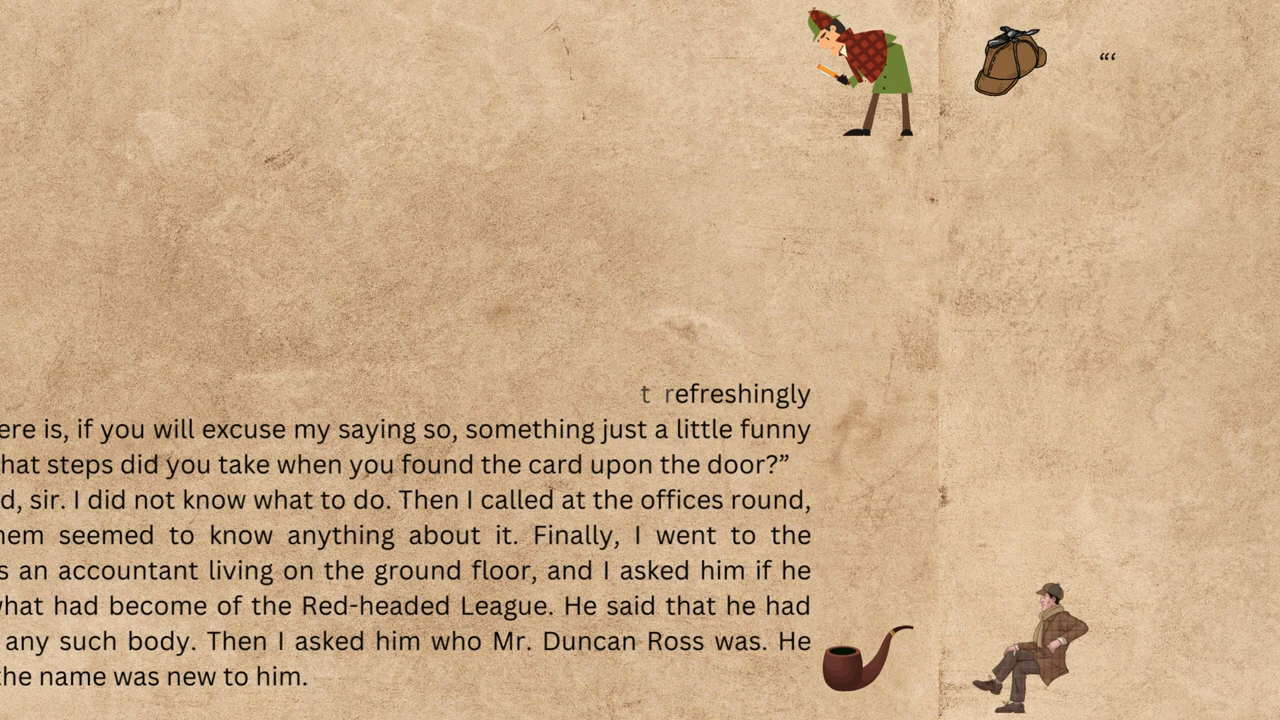 “‘
t refreshingly
ere is, if you will excuse my saying so, something just a little funny
hat steps did you take when you found the card upon the door?”
d, sir. I did not know what to do. Then I called at the offices round,
hem seemed to know anything about it. Finally, I went to the
s an accountant living on the ground floor, and I asked him if he
what had become of the Red-headed League. He said that he had
any such body. Then I asked him who Mr. Duncan Ross was. He
the name was new to him.